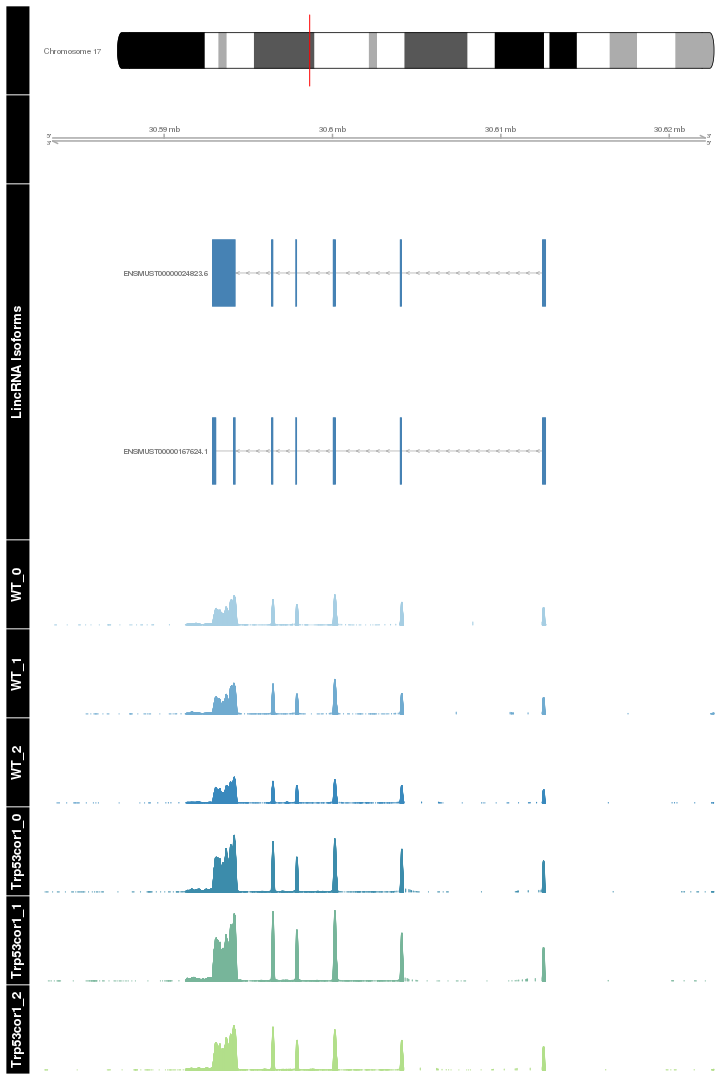 Chromosome 17
30.59 mb
30.6 mb
30.61 mb
30.62 mb
5'
3'
3'
5'
LincRNA Isoforms
ENSMUST00000024823.6
ENSMUST00000167624.1
WT_0
WT_1
WT_2
Trp53cor1_0
Trp53cor1_1
Trp53cor1_2